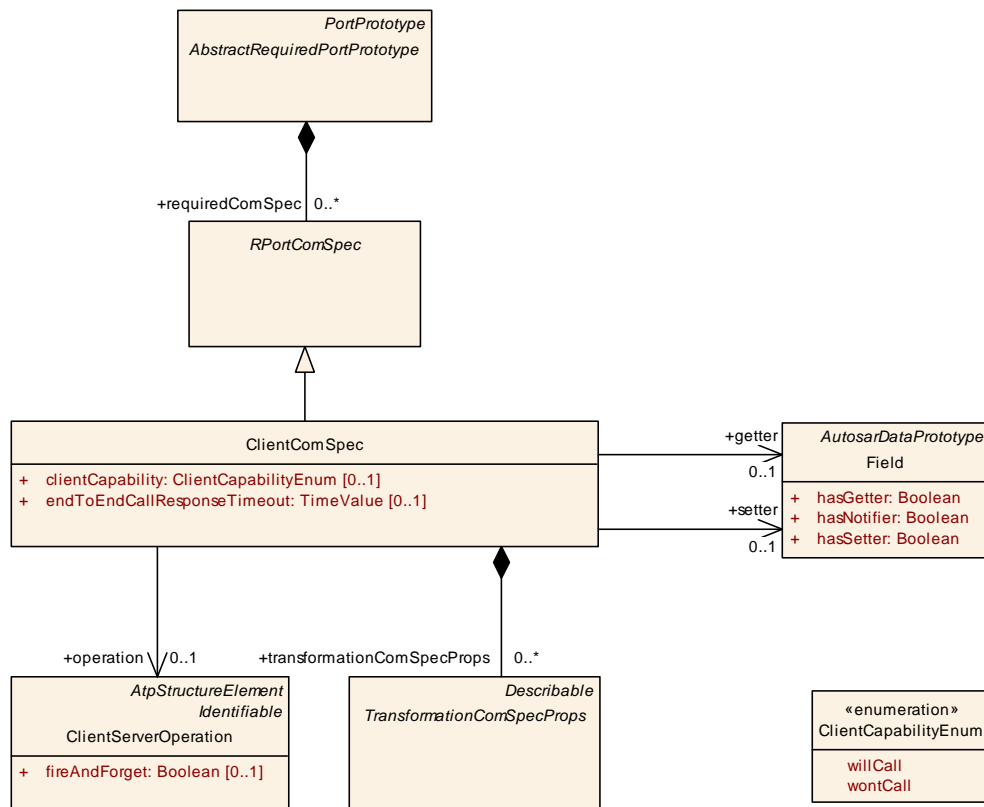 PortPrototype
AbstractRequiredPortPrototype
+requiredComSpec 0..*
RPortComSpec
ClientComSpec
+ clientCapability: ClientCapabilityEnum [0..1]
+ endToEndCallResponseTimeout: TimeValue [0..1]
+getter
0..1
+setter
0..1
AutosarDataPrototype
Field
+ hasGetter: Boolean
+ hasNotifier: Boolean
+ hasSetter: Boolean
+operation 0..1
+transformationComSpecProps 0..*
AtpStructureElement
Identifiable
ClientServerOperation
+ fireAndForget: Boolean [0..1]
Describable
TransformationComSpecProps
«enumeration»
ClientCapabilityEnum
willCall
wontCall